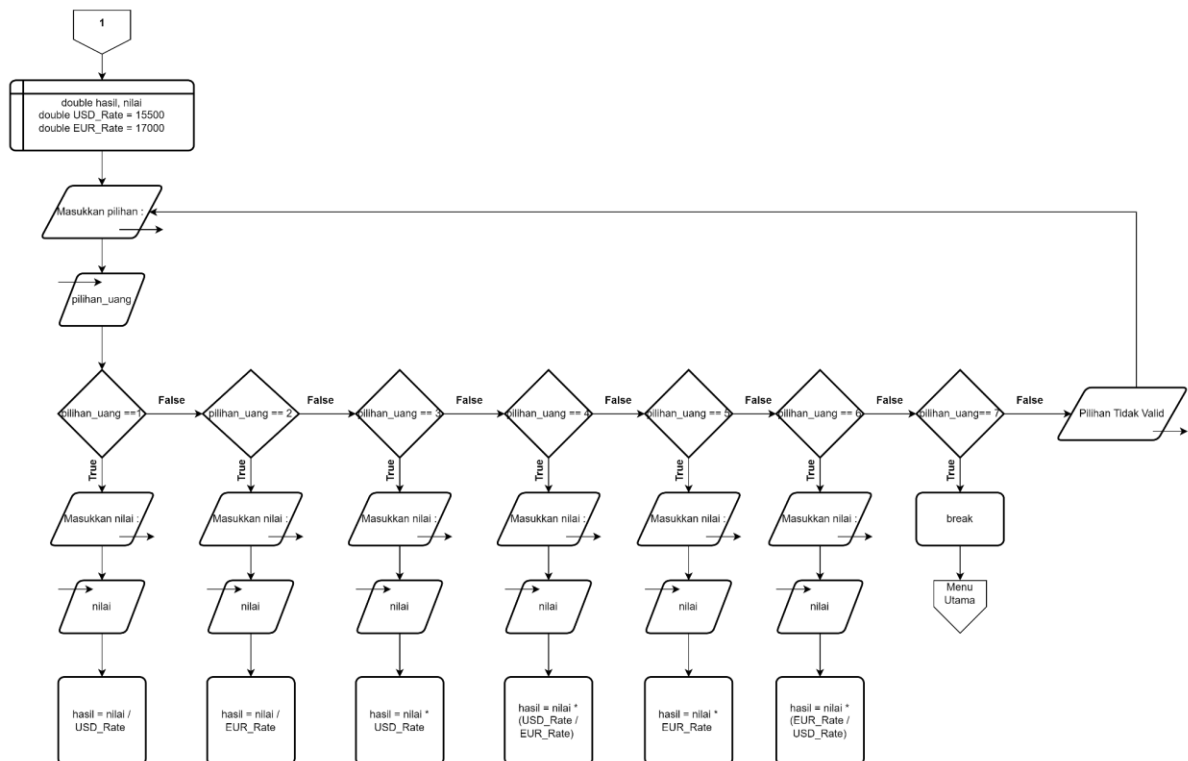 1
double hasil, nilai
double USD_Rate = 15500
double EUR_Rate = 17000
Masukkan pilihan :
pilihan_uang
pilihan_uang ==1
False
pilihan_uang == 2
False
pilihan_uang == 3
False
pilihan_uang == 4
False
pilihan_uang == 5
False
pilihan_uang == 6
False
pilihan_uang== 7
False
Pilihan Tidak Valid
True
True
True
True
True
True
True
Masukkan nilai :
Masukkan nilai :
Masukkan nilai :
Masukkan nilai :
Masukkan nilai :
Masukkan nilai :
break
nilai
nilai
nilai
nilai
nilai
nilai
Menu
Utama
hasil = nilai /
USD_Rate
hasil = nilai /
EUR_Rate
hasil = nilai *
USD_Rate
hasil = nilai *
(USD_Rate /
EUR_Rate)
hasil = nilai *
EUR_Rate
hasil = nilai *
(EUR_Rate /
USD_Rate)